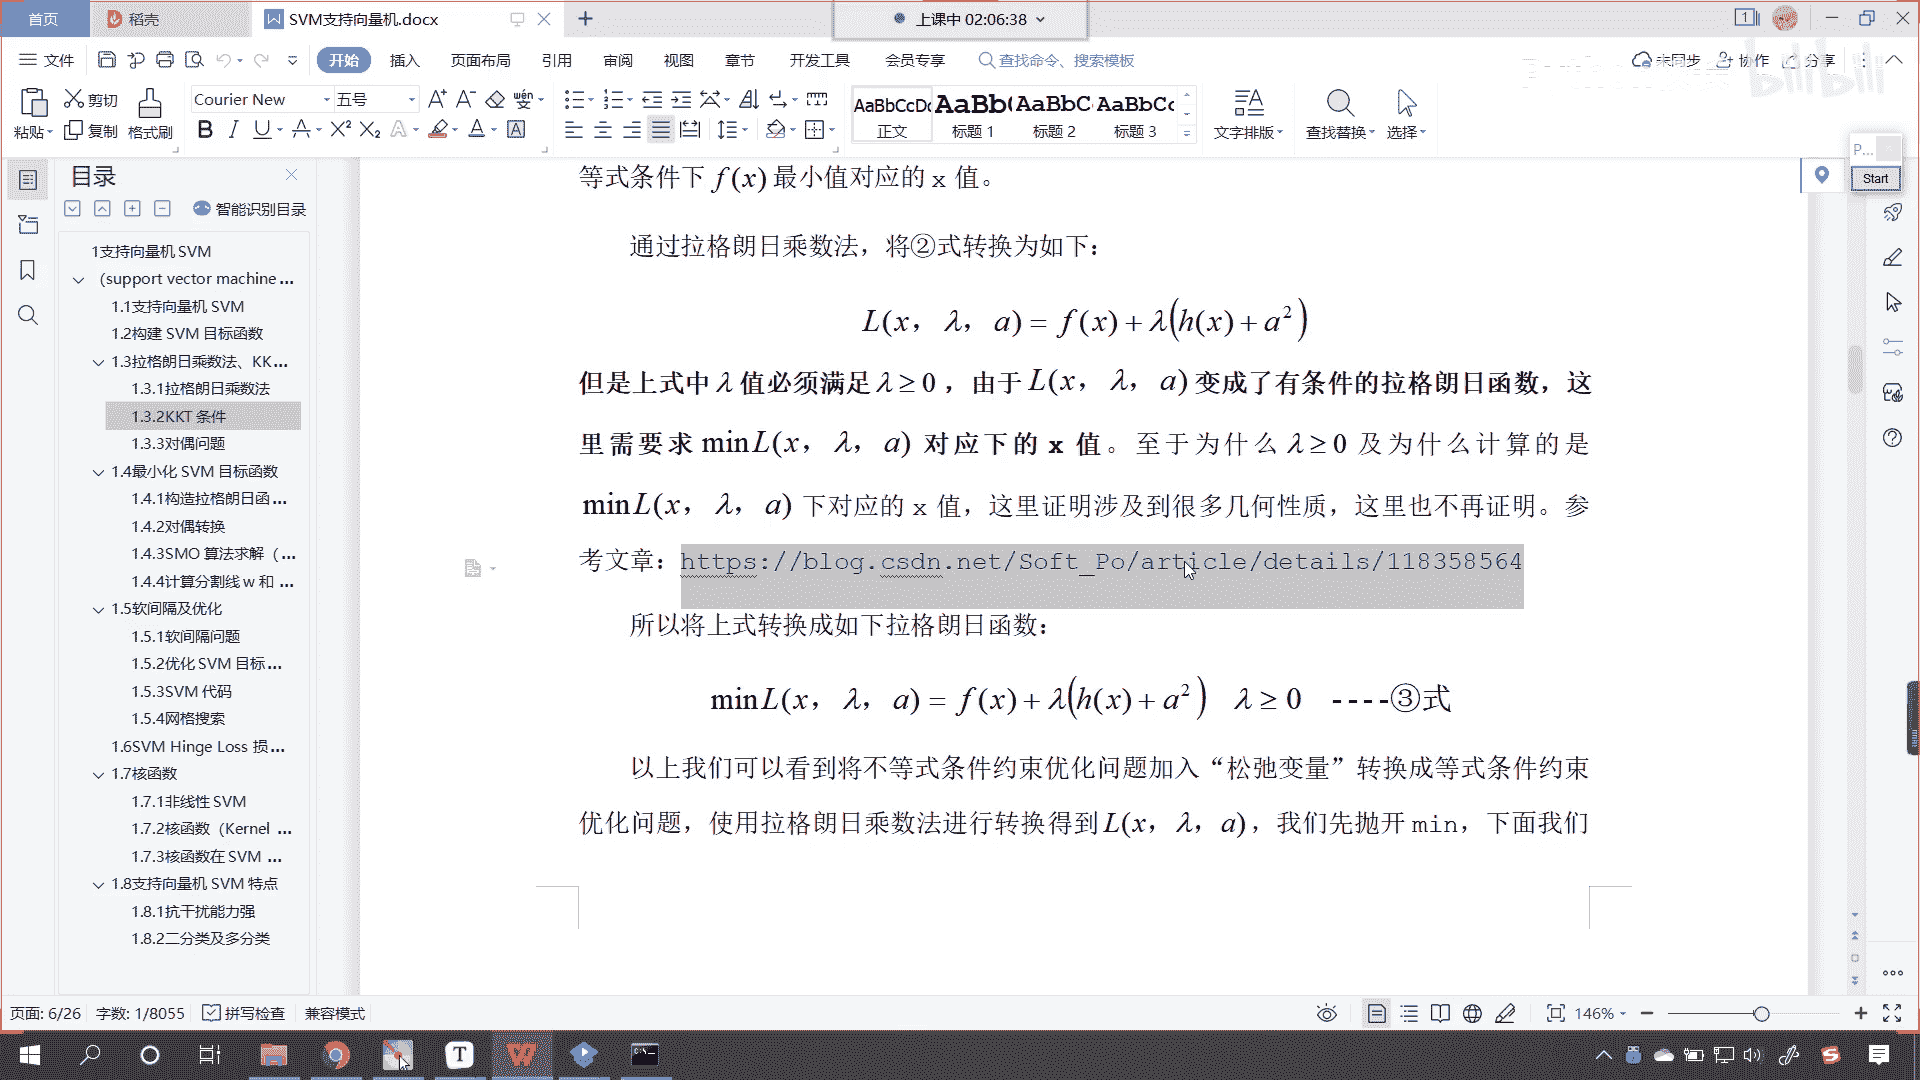 首页 稻壳 SVM支持向量机.docx 上课中 02:06:38
文件 开始 插入 页面布局 引用 审阅 视图 章节 开发工具 会员专享 查找命令、搜索模板 未同步 协作 分享
bilibili
粘贴 剪切 复制 格式刷 Courier New 五号 AaBbCcDc 正文 AaBb( 标题 1 AaBbC 标题 2 AaBbCc 标题 3 文字排版 查找替换 选择
P...
Start
目录
智能识别目录
1支持向量机 SVM
（support vector machine ...
1.1支持向量机 SVM
1.2构建 SVM 目标函数
1.3拉格朗日乘数法、KK...
1.3.1拉格朗日乘数法
1.3.2KKT 条件
1.3.3对偶问题
1.4最小化 SVM 目标函数
1.4.1构造拉格朗日函 ...
1.4.2对偶转换
1.4.3SMO 算法求解（ ...
1.4.4计算分割线 w 和 ...
1.5软间隔及优化
1.5.1软间隔问题
1.5.2优化 SVM 目标 ...
1.5.3SVM 代码
1.5.4网格搜索
1.6SVM Hinge Loss 损...
1.7核函数
1.7.1非线性 SVM
1.7.2核函数（Kernel ...
1.7.3核函数在 SVM ...
1.8支持向量机 SVM 特点
1.8.1抗干扰能力强
1.8.2二分类及多分类
等式条件下 f(x) 最小值对应的 x 值。
通过拉格朗日乘数法，将②式转换为如下：
L(x，λ，a) = f(x) + λ(h(x) + a²)
但是上式中 λ 值必须满足 λ ≥ 0 ，由于 L(x，λ，a) 变成了有条件的拉格朗日函数，这
里需要求 min L(x，λ，a) 对应下的 x 值。至于为什么 λ ≥ 0 及为什么计算的是
min L(x，λ，a) 下对应的 x 值，这里证明涉及到很多几何性质，这里也不再证明。参
考文章：https://blog.csdn.net/Soft_Po/article/details/118358564
所以将上式转换成如下拉格朗日函数：
min L(x，λ，a) = f(x) + λ(h(x) + a²) λ ≥ 0 ----③式
以上我们可以看到将不等式条件约束优化问题加入“松弛变量”转换成等式条件约束
优化问题，使用拉格朗日乘数法进行转换得到 L(x，λ，a)，我们先抛开 min，下面我们
页面: 6/26 字数: 1/8055 拼写检查 兼容模式 146%